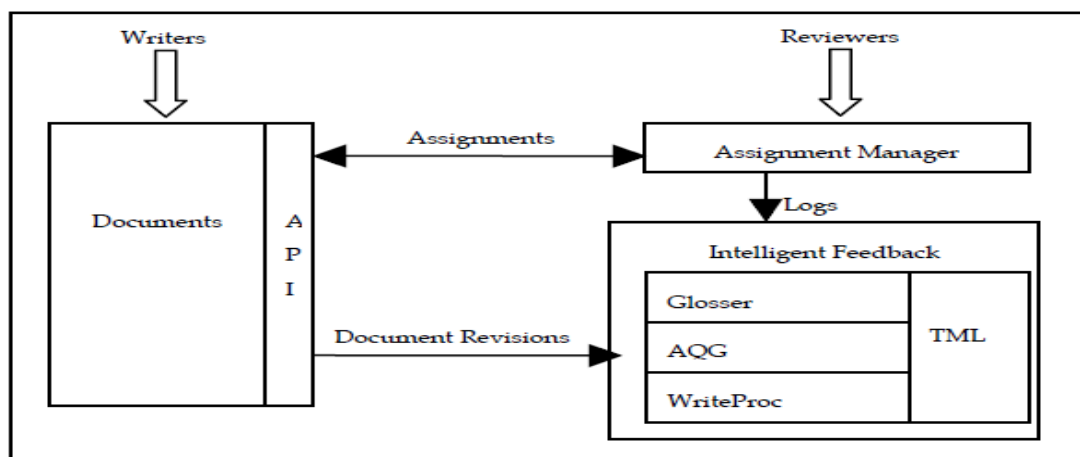 Writers
Reviewers
Assignments
Assignment Manager
Documents
A
P
I
Logs
Intelligent Feedback
Glosser
TML
Document Revisions
AQG
WriteProc